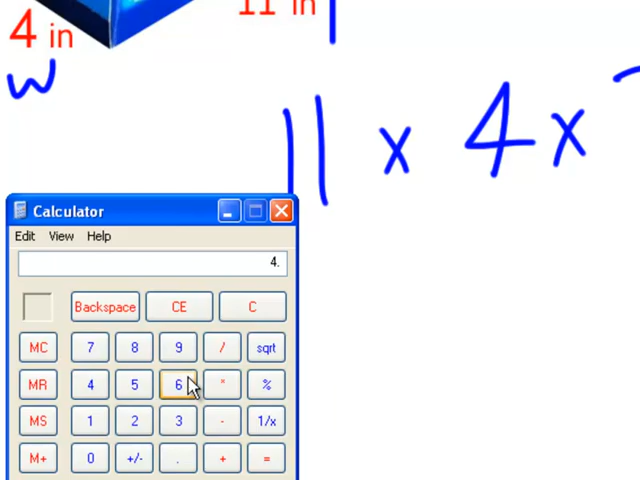 4 in
11 in
w
11 x 4 x
Calculator
Edit View Help
4.
Backspace CE C
MC 7 8 9 / sqrt
MR 4 5 6 * %
MS 1 2 3 - 1/x
M+ 0 +/- . + =